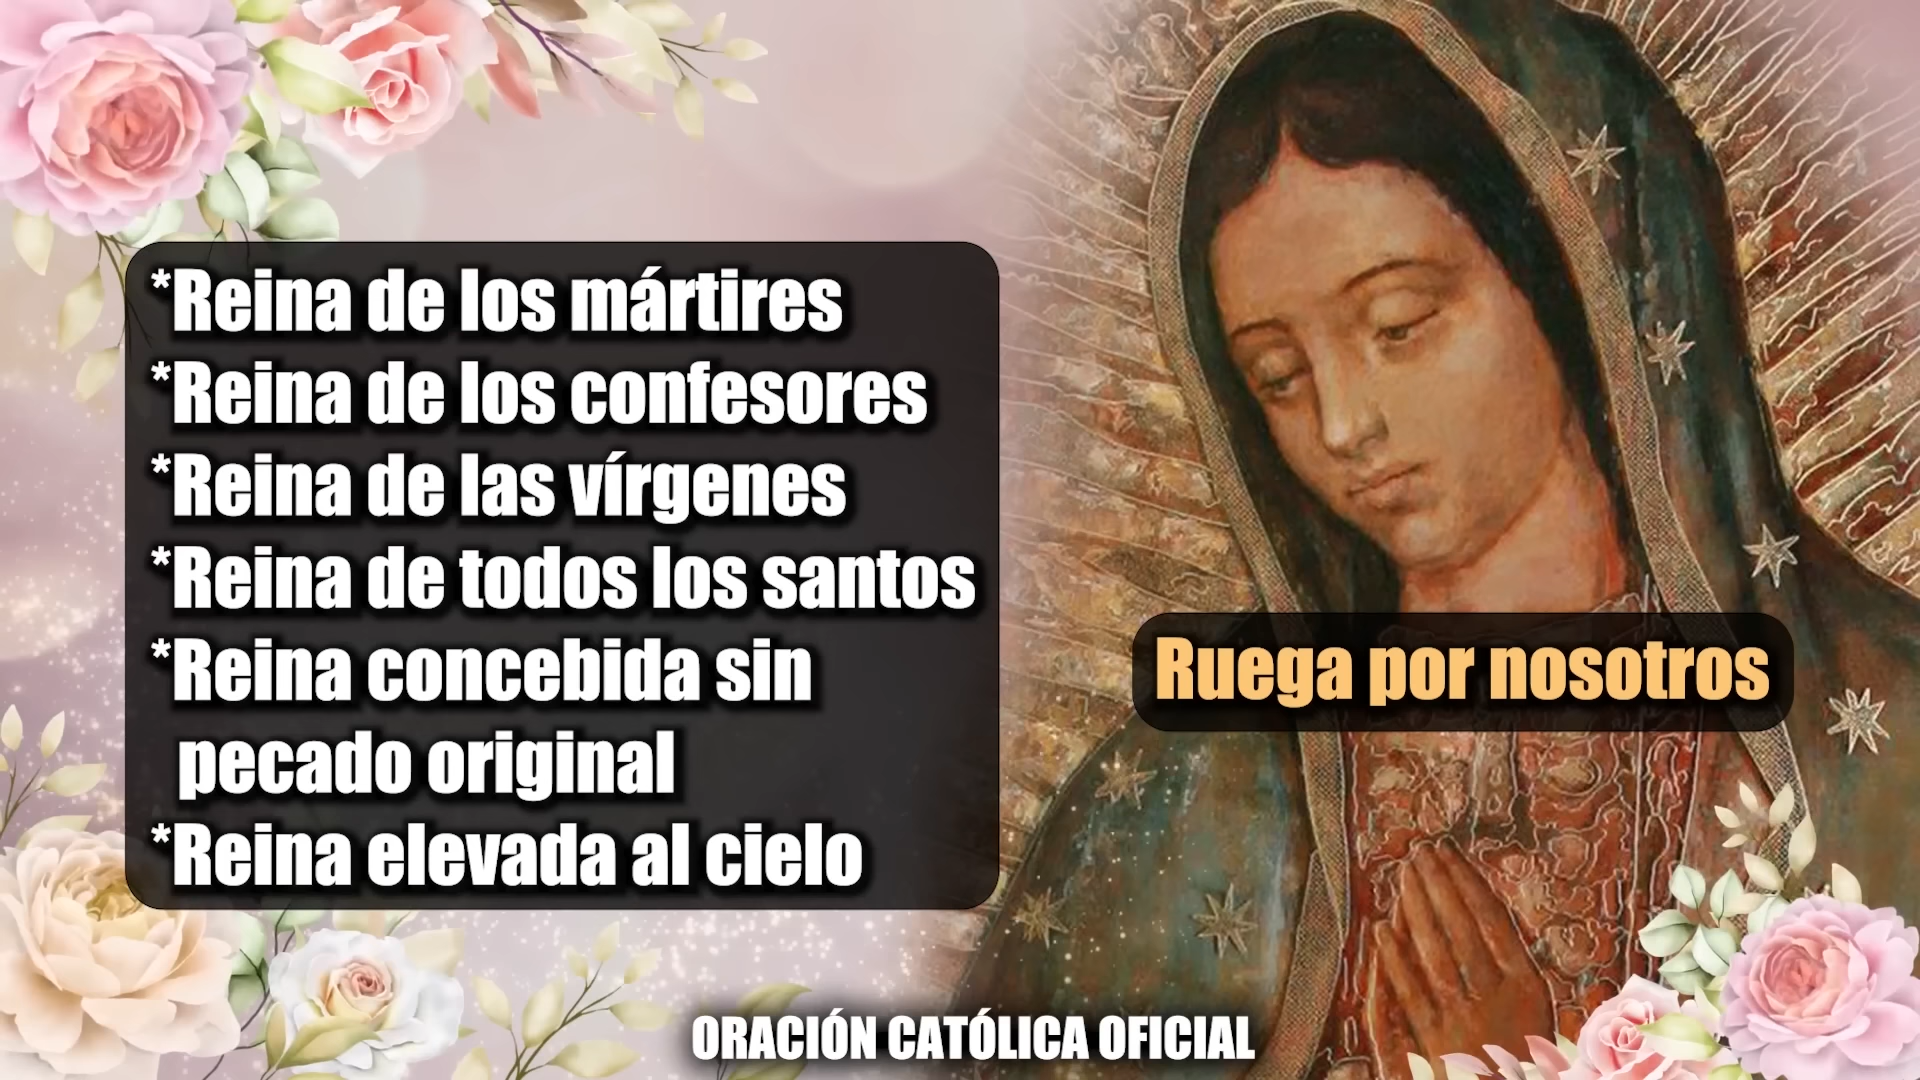 *Reina de los mártires
*Reina de los confesores
*Reina de las vírgenes
*Reina de todos los santos
*Reina concebida sin
pecado original
*Reina elevada al cielo
Ruega por nosotros
ORACIÓN CATÓLICA OFICIAL